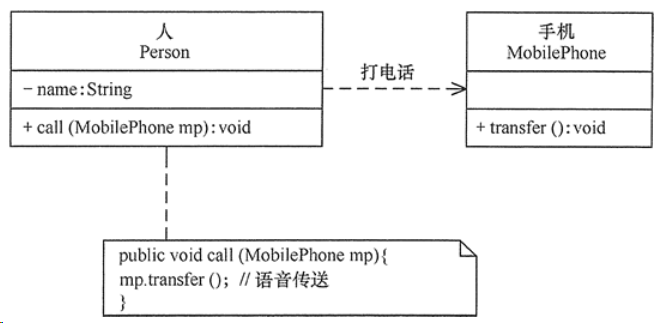 人
Person
- name:String
+ call (MobilePhone mp):void
打电话
手机
MobilePhone
+ transfer ():void
public void call (MobilePhone mp){
mp.transfer (); // 语音传送
}